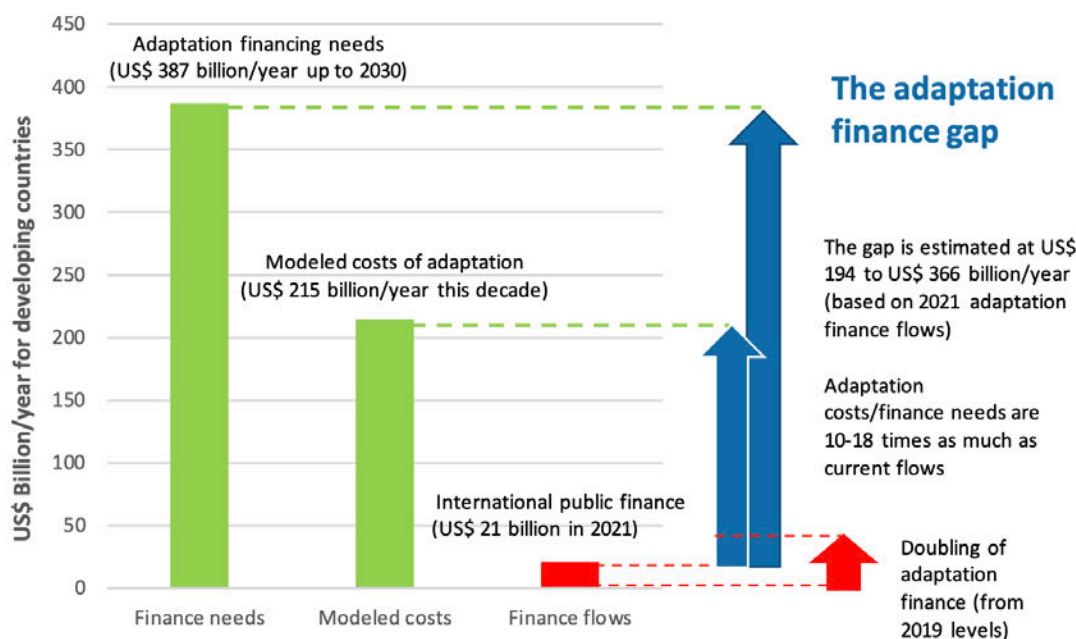 US$ Billion/year for developing countries
450
400
350
300
250
200
150
100
50
0
Adaptation financing needs
(US$ 387 billion/year up to 2030)
Modeled costs of adaptation
(US$ 215 billion/year this decade)
International public finance
(US$ 21 billion in 2021)
Finance needs
Modeled costs
Finance flows
The adaptation
finance gap
The gap is estimated at US$
194 to US$ 366 billion/year
(based on 2021 adaptation
finance flows)
Adaptation
costs/finance needs are
10-18 times as much as
current flows
Doubling of
adaptation
finance (from
2019 levels)